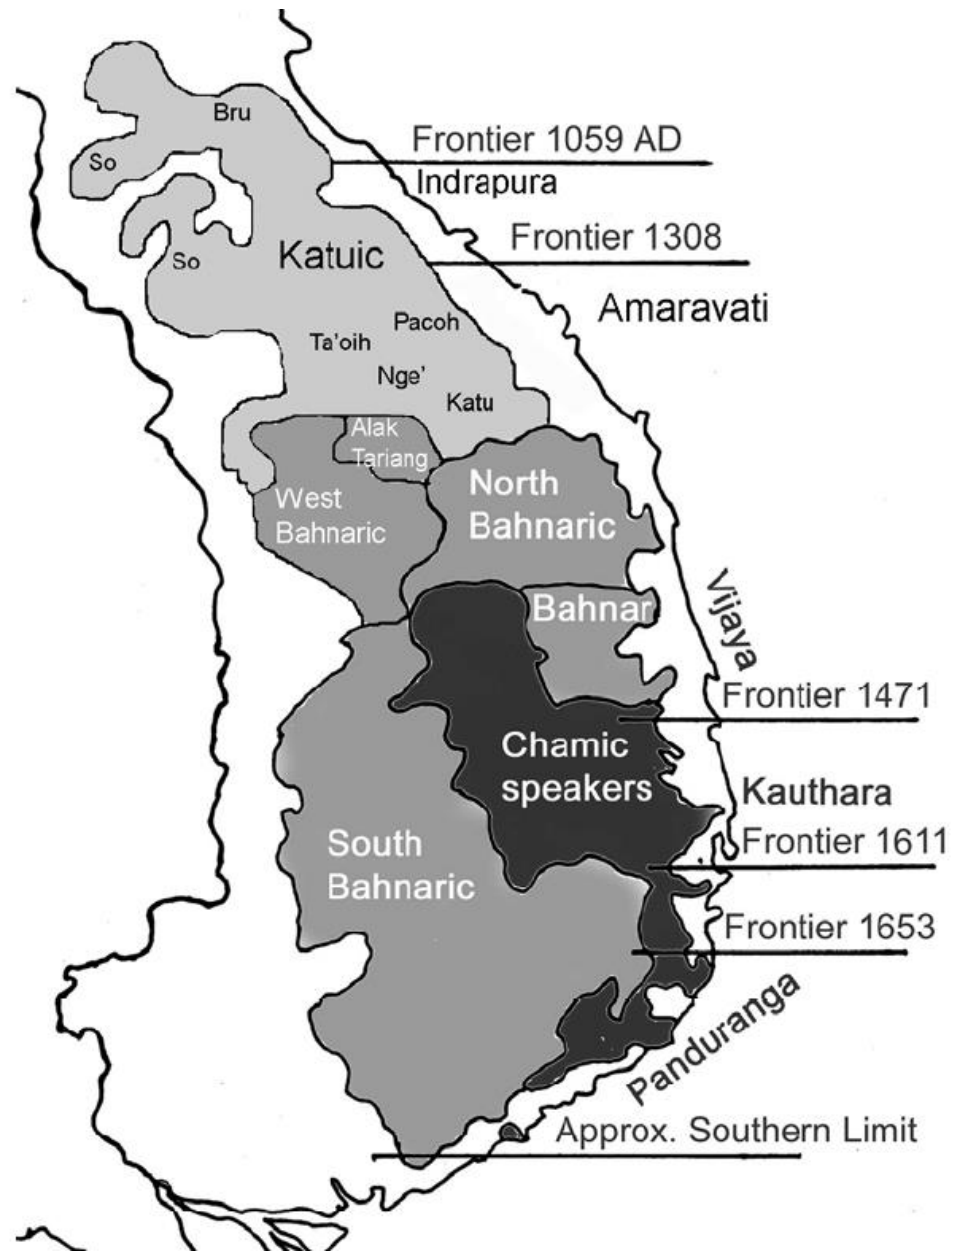 Bru
Frontier 1059 AD
So
Indrapura
Frontier 1308
Katuic
So
Amaravati
Pacoh
Ta'oih
Nge'
Katu
Alak
Tariang
North
Bahnaric
West
Bahnaric
Bahnar
Vijaya
Frontier 1471
Chamic
speakers
Kauthara
Frontier 1611
South
Bahnaric
Frontier 1653
Panduranga
Approx. Southern Limit